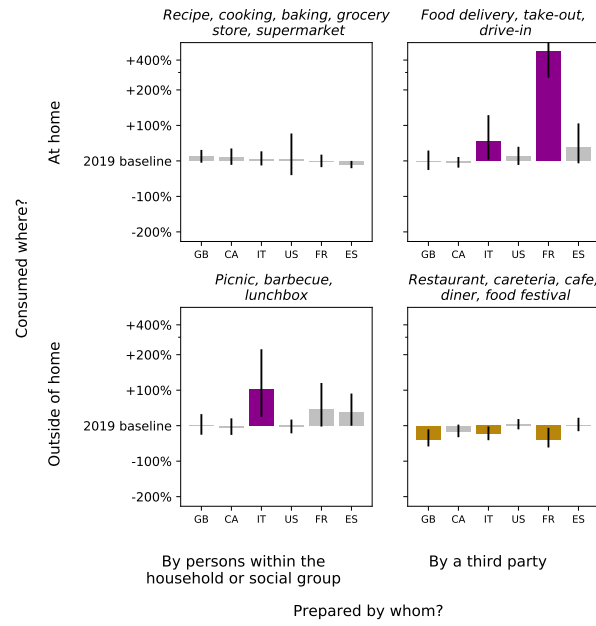 Recipe, cooking, baking, grocery
store, supermarket
Food delivery, take-out,
drive-in
+400%
+200%
+100%
2019 baseline
-100%
-200%
At home
GB CA IT US FR ES
GB CA IT US FR ES
Consumed where?
Picnic, barbecue,
lunchbox
Restaurant, careteria, cafe,
diner, food festival
+400%
+200%
+100%
2019 baseline
-100%
-200%
Outside of home
GB CA IT US FR ES
GB CA IT US FR ES
By persons within the
household or social group
By a third party
Prepared by whom?